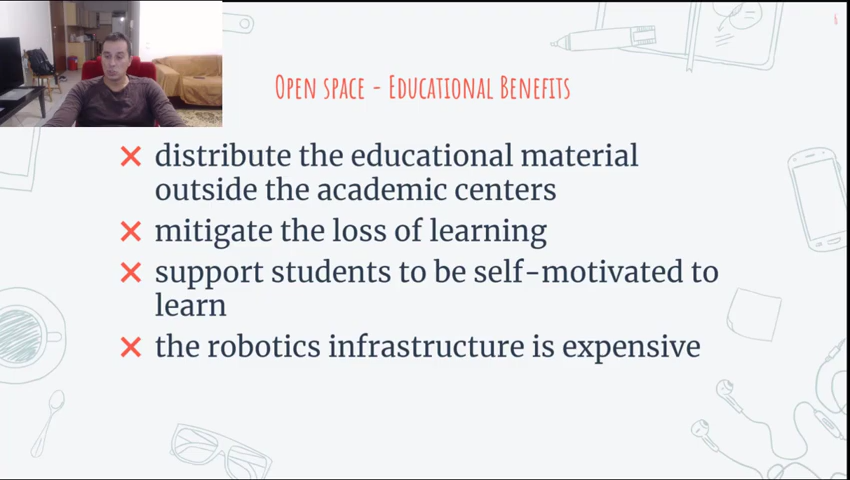 Open space - Educational Benefits
distribute the educational material
outside the academic centers
mitigate the loss of learning
support students to be self-motivated to
learn
the robotics infrastructure is expensive